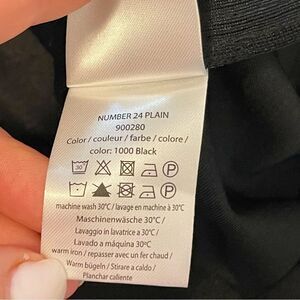 NUMBER 24 PLAIN
900280
Color / couleur / farbe / colore /
color: 1000 Black
30
P
P
machine wash 30°C / lavage en machine à 30°C
Maschinenwäsche 30°C /
Lavaggio in lavatrice a 30°C /
Lavado a máquina 30ºC
warm iron / repasser avec un fer chaud /
Warm bügeln / Stirare a caldo /
Planchar caliente